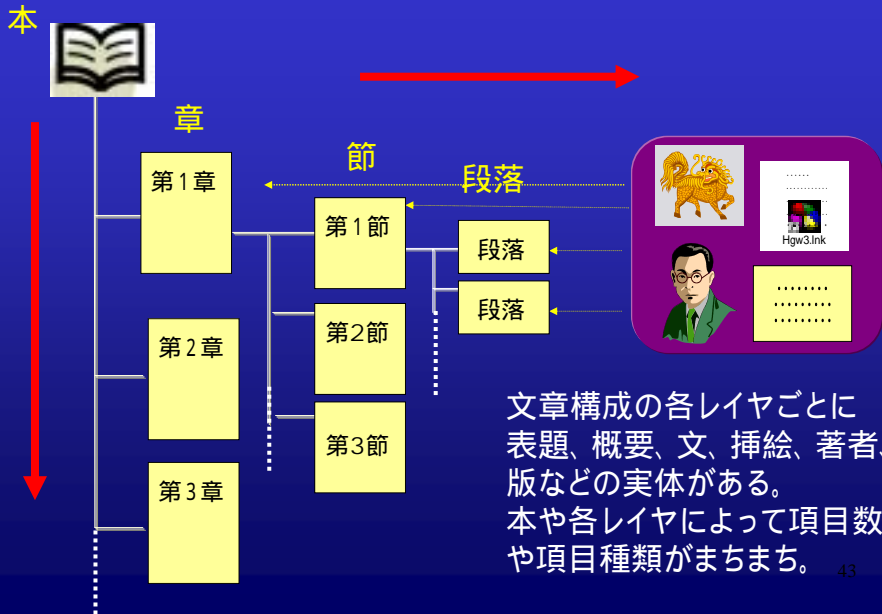 本
章
節
段落
第1章
第1節
段落
段落
第2節
第2章
第3節
第3章
......
............
Hgw3.lnk
........
.........
.........
文章構成の各レイヤごとに
表題、概要、文、挿絵、著者、
版などの実体がある。
本や各レイヤによって項目数
や項目種類がまちまち。
43